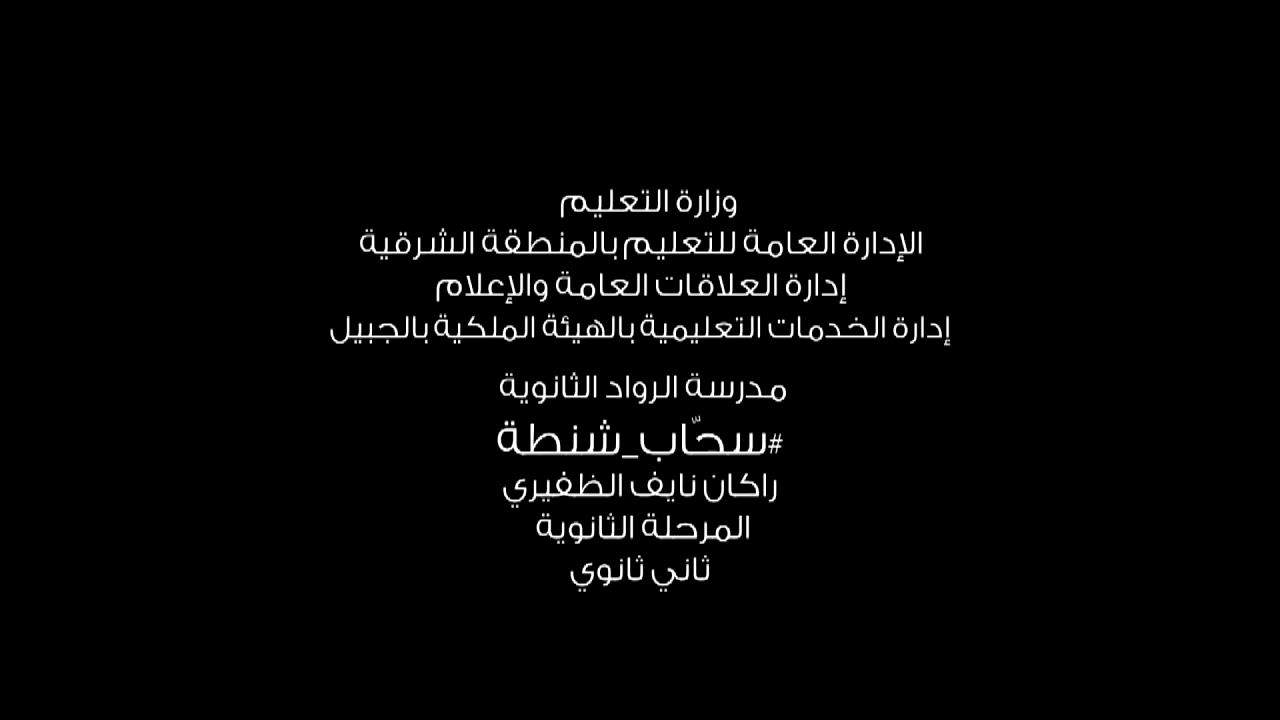 وزارة التعليم
الإدارة العامة للتعليم بالمنطقة الشرقية
إدارة العلاقات العامة والإعلام
إدارة الخدمات التعليمية بالهيئة الملكية بالجبيل
مدرسة الرواد الثانوية
#سحّاب_شنطة
راكان نايف الظفيري
المرحلة الثانوية
ثاني ثانوي